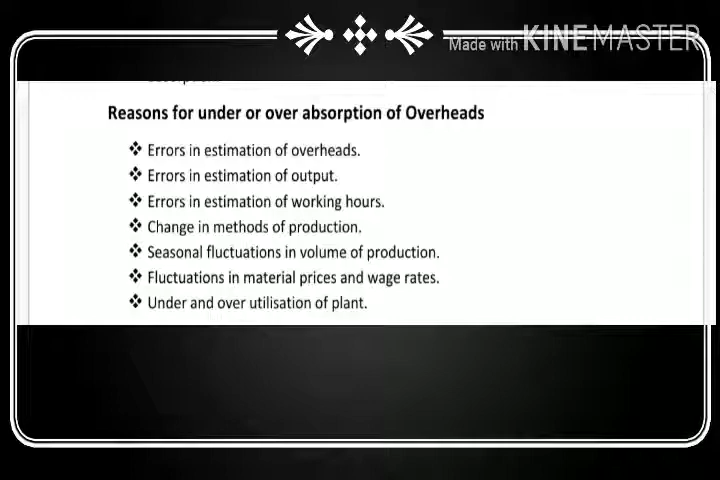 Made with KINEMASTER
Reasons for under or over absorption of Overheads
❖ Errors in estimation of overheads.
❖ Errors in estimation of output.
❖ Errors in estimation of working hours.
❖ Change in methods of production.
❖ Seasonal fluctuations in volume of production.
❖ Fluctuations in material prices and wage rates.
❖ Under and over utilisation of plant.